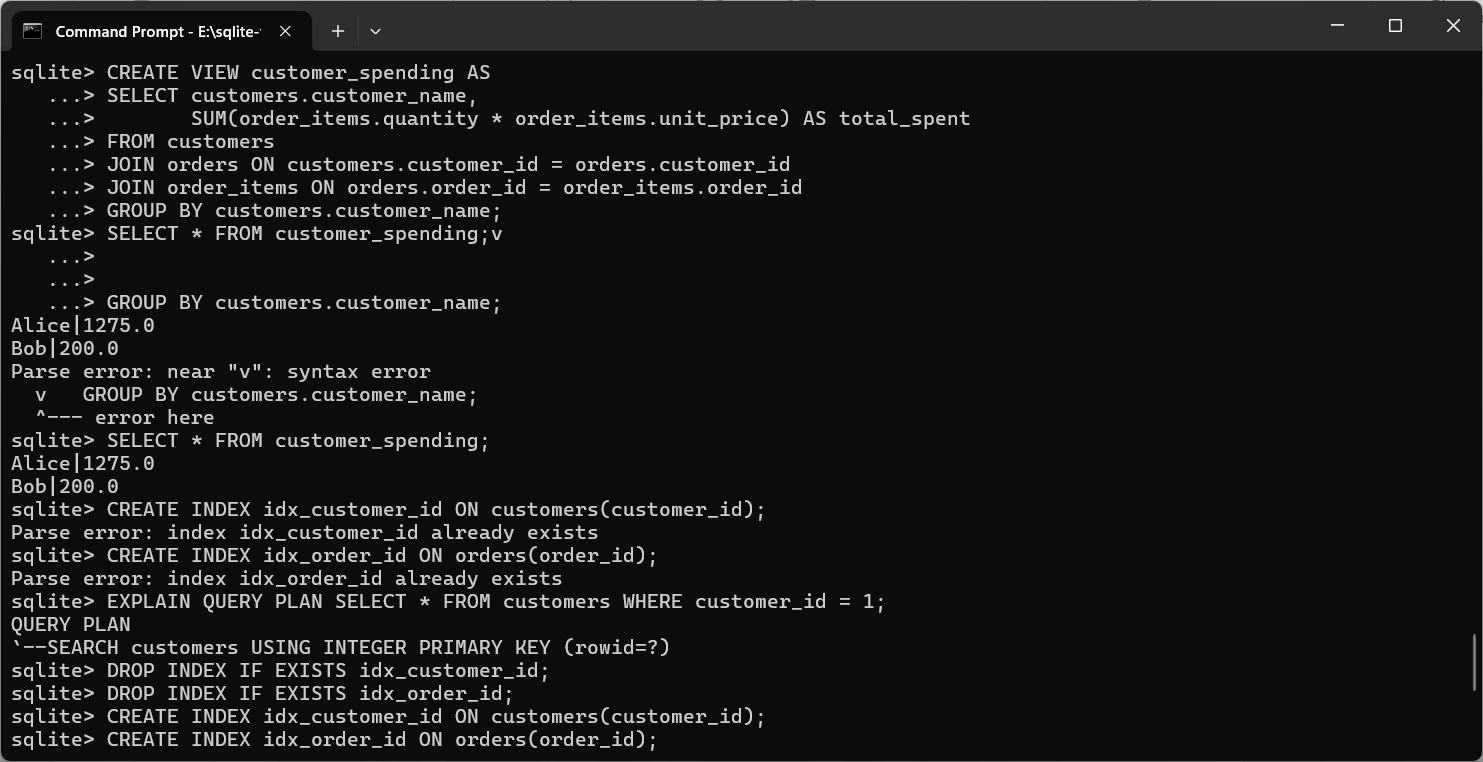 Command Prompt - E:\sqlite-
sqlite> CREATE VIEW customer_spending AS
   ...> SELECT customers.customer_name,
   ...>        SUM(order_items.quantity * order_items.unit_price) AS total_spent
   ...> FROM customers
   ...> JOIN orders ON customers.customer_id = orders.customer_id
   ...> JOIN order_items ON orders.order_id = order_items.order_id
   ...> GROUP BY customers.customer_name;
sqlite> SELECT * FROM customer_spending;v
   ...>
   ...>
   ...> GROUP BY customers.customer_name;
Alice|1275.0
Bob|200.0
Parse error: near "v": syntax error
  v   GROUP BY customers.customer_name;
  ^--- error here
sqlite> SELECT * FROM customer_spending;
Alice|1275.0
Bob|200.0
sqlite> CREATE INDEX idx_customer_id ON customers(customer_id);
Parse error: index idx_customer_id already exists
sqlite> CREATE INDEX idx_order_id ON orders(order_id);
Parse error: index idx_order_id already exists
sqlite> EXPLAIN QUERY PLAN SELECT * FROM customers WHERE customer_id = 1;
QUERY PLAN
`--SEARCH customers USING INTEGER PRIMARY KEY (rowid=?)
sqlite> DROP INDEX IF EXISTS idx_customer_id;
sqlite> DROP INDEX IF EXISTS idx_order_id;
sqlite> CREATE INDEX idx_customer_id ON customers(customer_id);
sqlite> CREATE INDEX idx_order_id ON orders(order_id);